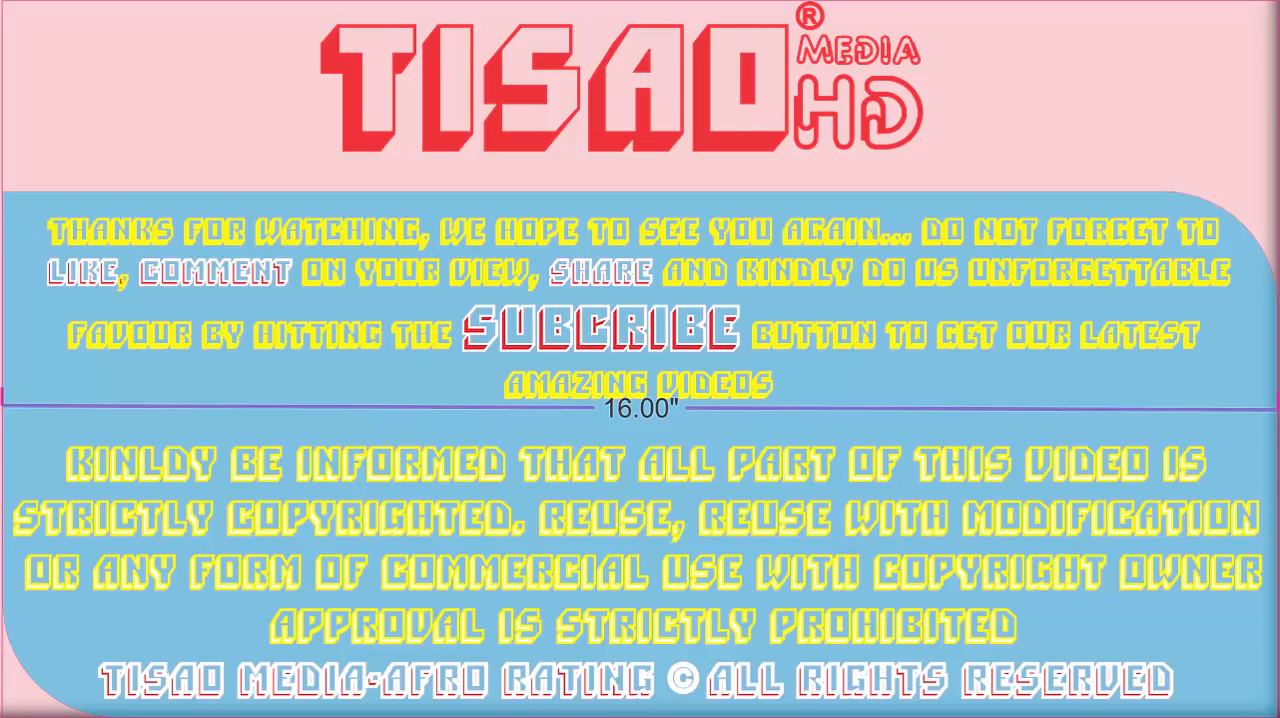 TISAO ®
MEDIA
HD
THANKS FOR WATCHING, WE HOPE TO SEE YOU AGAIN... DO NOT FORGET TO
LIKE, COMMENT ON YOUR VIEW, SHARE AND KINDLY DO US UNFORGETTABLE
FAVOUR BY HITTING THE SUBCRIBE BUTTON TO GET OUR LATEST
AMAZING VIDEOS
16.00"
KINLDY BE INFORMED THAT ALL PART OF THIS VIDEO IS
STRICTLY COPYRIGHTED. REUSE, REUSE WITH MODIFICATION
OR ANY FORM OF COMMERCIAL USE WITH COPYRIGHT OWNER
APPROVAL IS STRICTLY PROHIBITED
TISAO MEDIA-AFRO RATING © ALL RIGHTS RESERVED